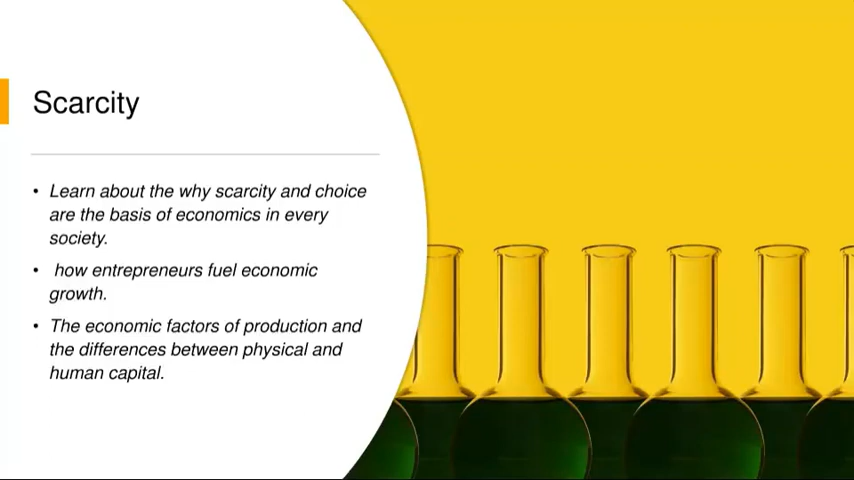 Scarcity
• Learn about the why scarcity and choice
are the basis of economics in every
society.
• how entrepreneurs fuel economic
growth.
• The economic factors of production and
the differences between physical and
human capital.